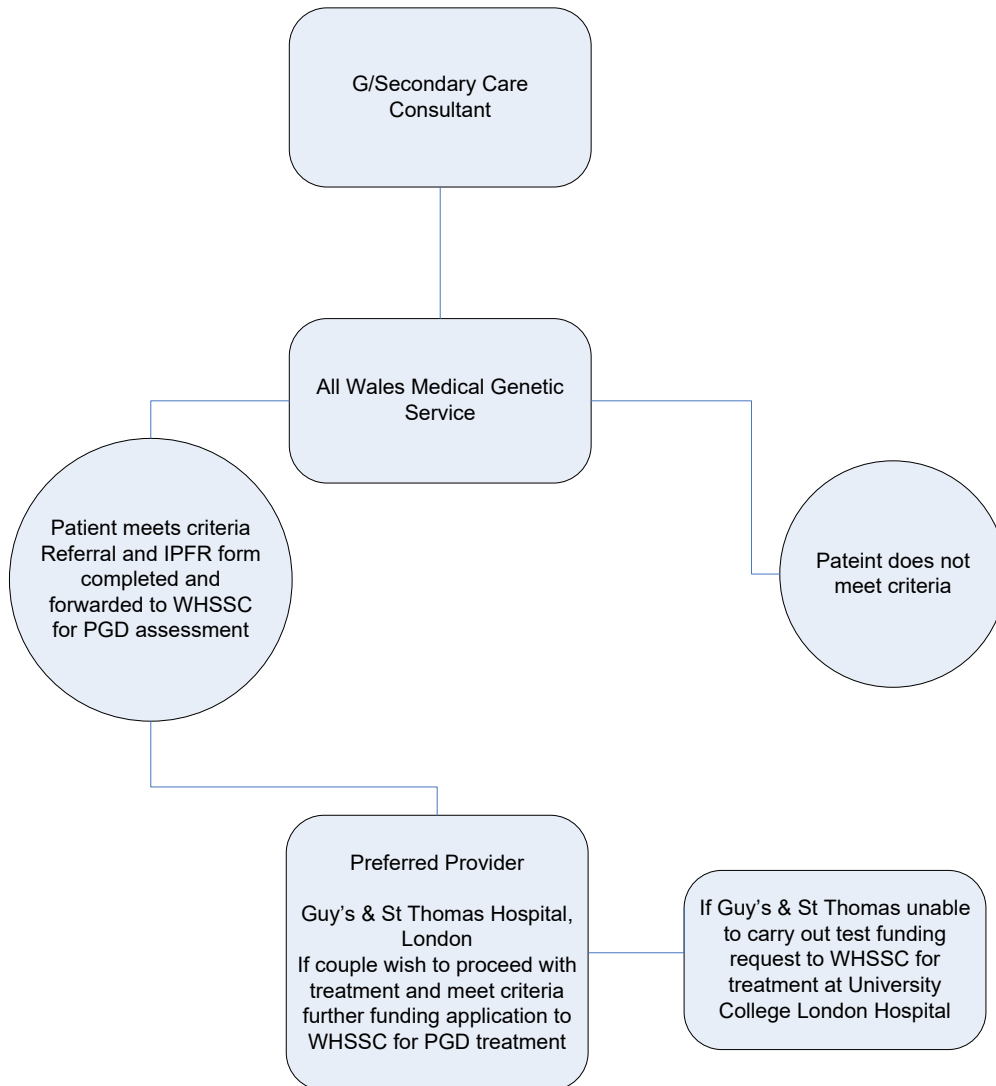 G/Secondary Care
Consultant
All Wales Medical Genetic
Service
Patient meets criteria
Referral and IPFR form
completed and
forwarded to WHSSC
for PGD assessment
Pateint does not
meet criteria
Preferred Provider
Guy's & St Thomas Hospital,
London
If couple wish to proceed with
treatment and meet criteria
further funding application to
WHSSC for PGD treatment
If Guy's & St Thomas unable
to carry out test funding
request to WHSSC for
treatment at University
College London Hospital